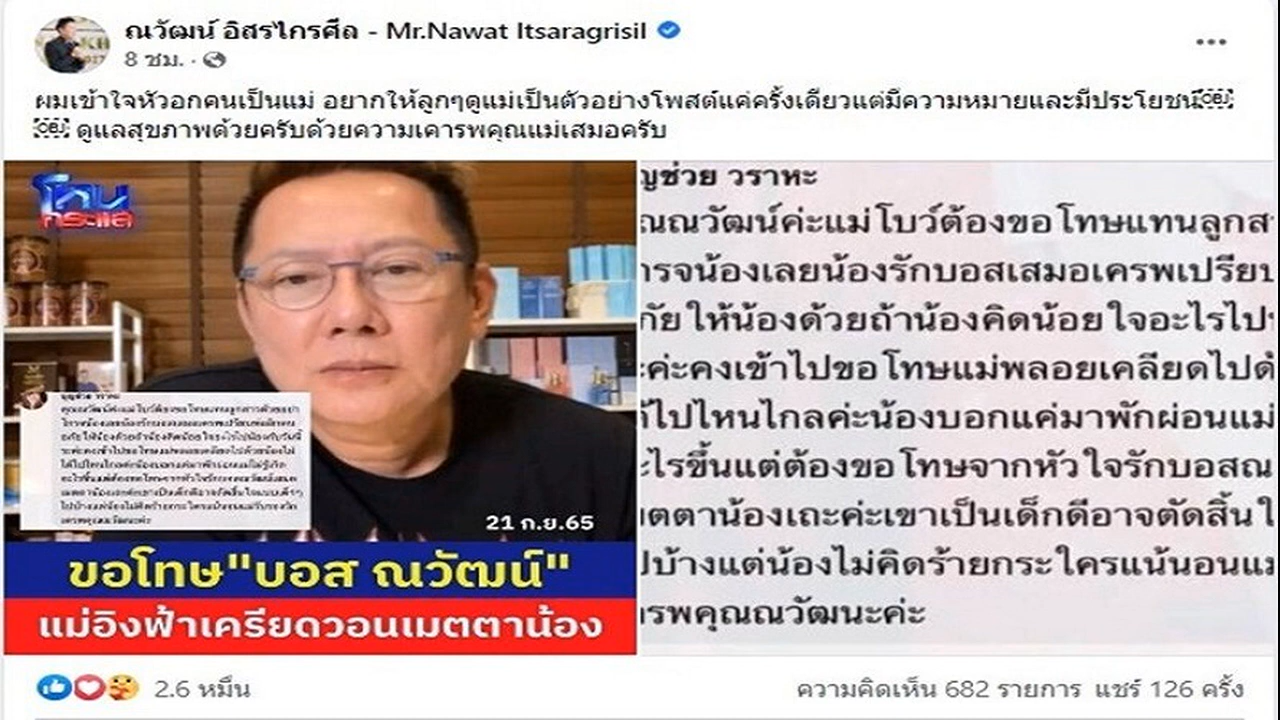 ณวัฒน์ อิสรไกรศีล - Mr.Nawat Itsaragrisil
8 ชม. ·
ผมเข้าใจหัวอกคนเป็นแม่ อยากให้ลูกๆดูแม่เป็นตัวอย่างโพสต์แค่ครั้งเดียวแต่มีความหมายและมีประโยชน์
ดูแลสุขภาพด้วยครับด้วยความเคารพคุณแม่เสมอครับ
โหนกระแส
21 ก.ย.65
ขอโทษ"บอส ณวัฒน์"
แม่อิงฟ้าเครียดวอนเมตตาน้อง
ญช่วย วราหะ
ณณวัฒน์ค่ะแม่โบว์ต้องขอโทษแทนลูกส
ารจน้องเลยน้องรักบอสเสมอเครพเปรียบ
ภัยให้น้องด้วยถ้าน้องคิดน้อยใจอะไรไป
ะค่ะคงเข้าไปขอโทษแม่พลอยเคลียดไปด้
ด้ไปไหนไกลค่ะน้องบอกแค่มาพักผ่อนแม่
ะไรขึ้นแต่ต้องขอโทษจากหัวใจรักบอสณ
มตตาน้องเถะค่ะเขาเป็นเด็กดีอาจตัดสิ้นใ
ปบ้างแต่น้องไม่คิดร้ายกระใครแน้นอนแม
ารพคุณณวัฒนะค่ะ
2.6 หมื่น
ความคิดเห็น 682 รายการ แชร์ 126 ครั้ง